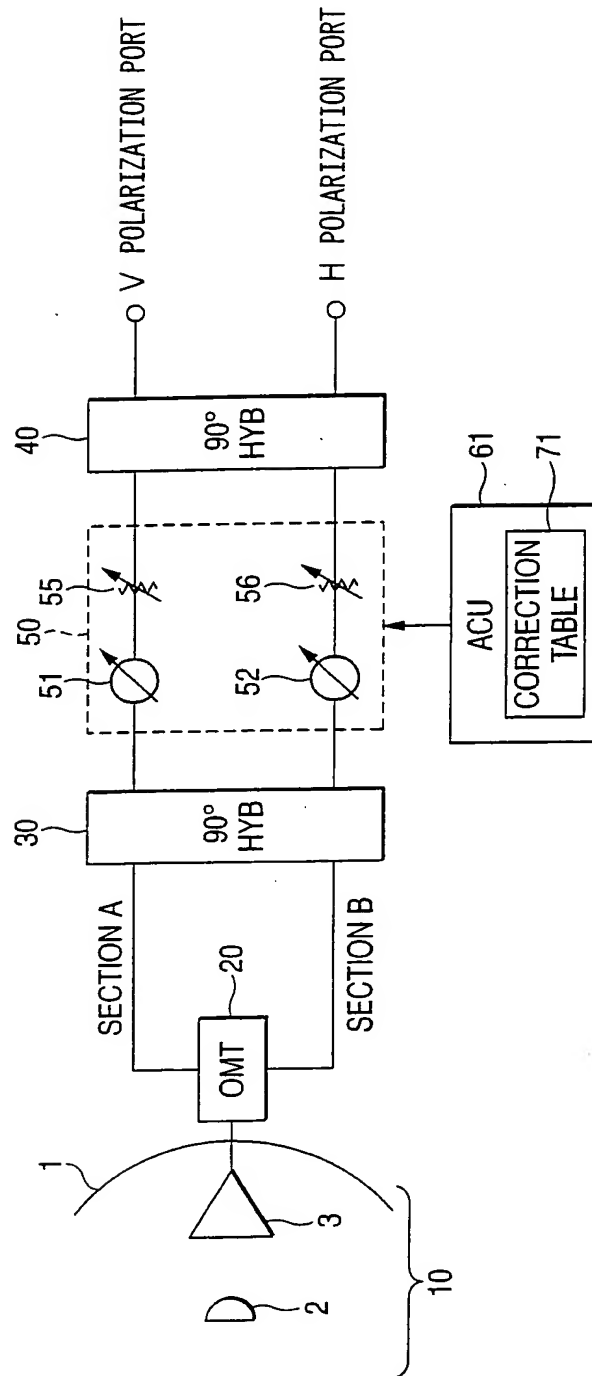 1
2
3
10
OMT
20
SECTION A
SECTION B
30
90°
HYB
50
51
55
52
56
40
90°
HYB
V POLARIZATION PORT
H POLARIZATION PORT
61
ACU
71
CORRECTION
TABLE